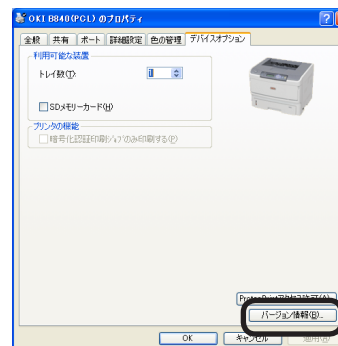 OKI B840(PCL) のプロパティ
全般 共有 ポート 詳細設定 色の管理 デバイスオプション
利用可能な装置
トレイ数(T): 1
SDメモリーカード(H)
プリンタの機能
暗号化認証印刷ジョブのみ印刷する(P)
バージョン情報(B)...
OK キャンセル 適用(A)